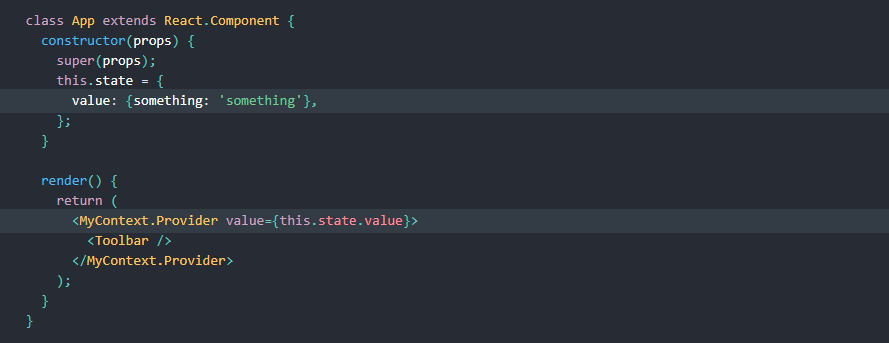 class App extends React.Component {
  constructor(props) {
    super(props);
    this.state = {
      value: {something: 'something'},
    };
  }

  render() {
    return (
      <MyContext.Provider value={this.state.value}>
        <Toolbar />
      </MyContext.Provider>
    );
  }
}